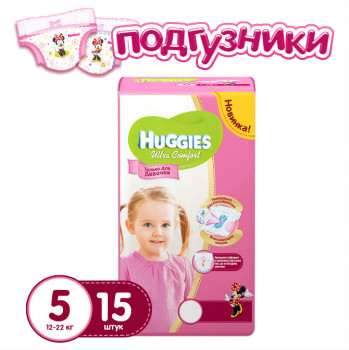 ПОДГУЗНИКИ
Новинка!
HUGGIES
Ultra Comfort
Только для
Девочек
5
12-22 кг
15
штук